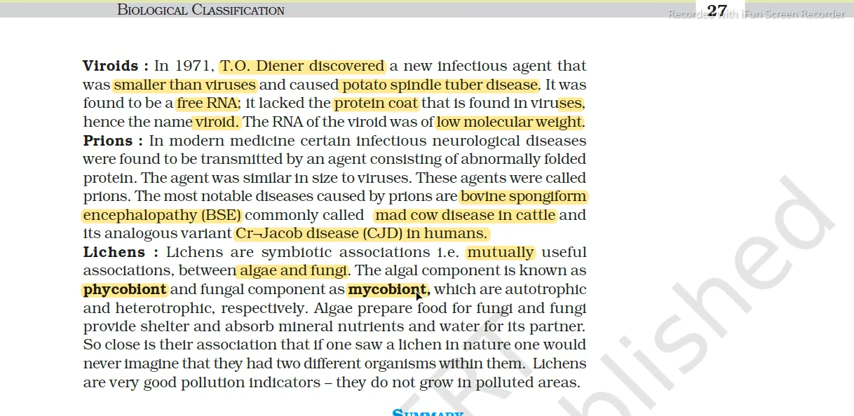 BIOLOGICAL CLASSIFICATION
27
Recorded with iFun Screen Recorder
Viroids : In 1971, T.O. Diener discovered a new infectious agent that
was smaller than viruses and caused potato spindle tuber disease. It was
found to be a free RNA; it lacked the protein coat that is found in viruses,
hence the name viroid. The RNA of the viroid was of low molecular weight.
Prions : In modern medicine certain infectious neurological diseases
were found to be transmitted by an agent consisting of abnormally folded
protein. The agent was similar in size to viruses. These agents were called
prions. The most notable diseases caused by prions are bovine spongiform
encephalopathy (BSE) commonly called mad cow disease in cattle and
its analogous variant Cr–Jacob disease (CJD) in humans.
Lichens : Lichens are symbiotic associations i.e. mutually useful
associations, between algae and fungi. The algal component is known as
phycobiont and fungal component as mycobiont, which are autotrophic
and heterotrophic, respectively. Algae prepare food for fungi and fungi
provide shelter and absorb mineral nutrients and water for its partner.
So close is their association that if one saw a lichen in nature one would
never imagine that they had two different organisms within them. Lichens
are very good pollution indicators – they do not grow in polluted areas.
SUMMARY